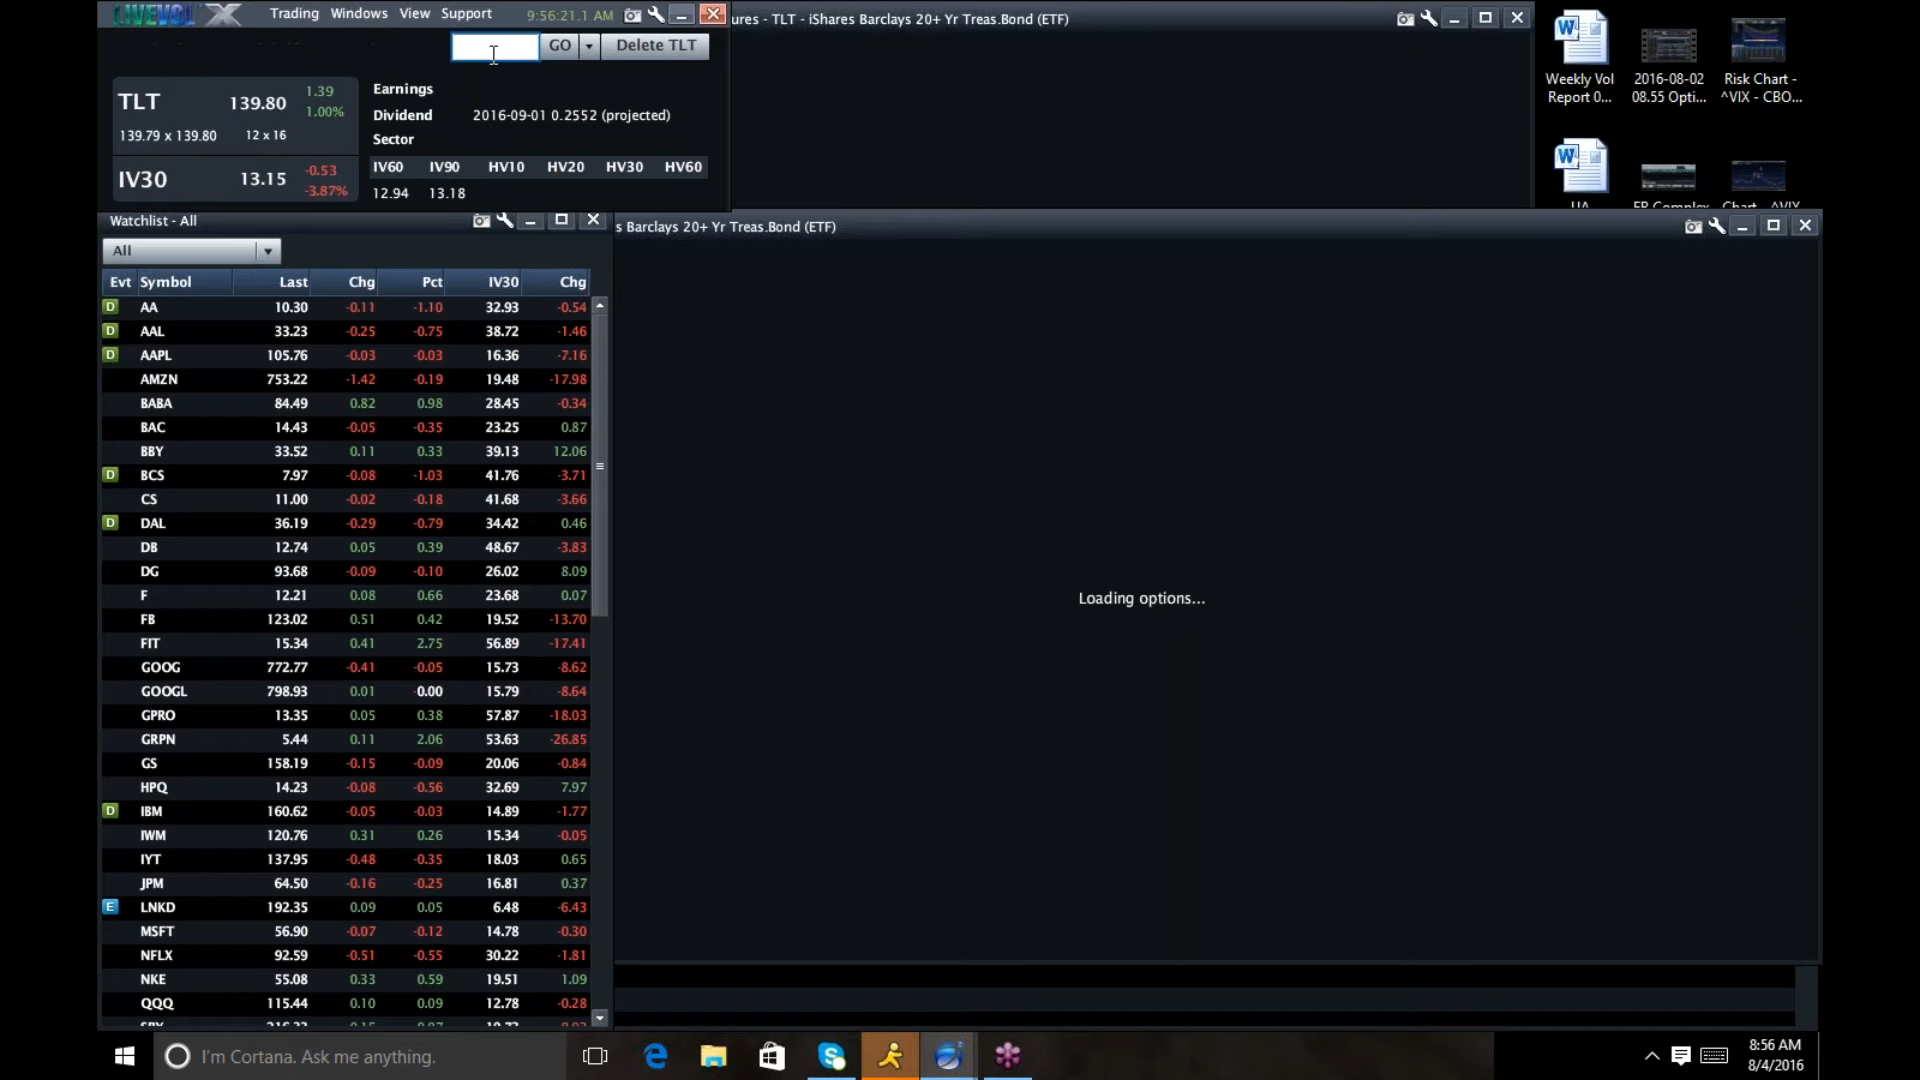 LIVEVOL X Trading Windows View Support 9:56:21.1 AM
ures - TLT - iShares Barclays 20+ Yr Treas.Bond (ETF)
GO Delete TLT
TLT 139.80 1.39
1.00%
139.79 x 139.80 12 x 16
IV30 13.15 -0.53
-3.87%
Earnings
Dividend 2016-09-01 0.2552 (projected)
Sector
IV60 IV90 HV10 HV20 HV30 HV60
12.94 13.18
Weekly Vol
Report 0...
2016-08-02
08.55 Opti...
Risk Chart -
^VIX - CBO...
Watchlist - All
s Barclays 20+ Yr Treas.Bond (ETF)
All
Evt Symbol Last Chg Pct IV30 Chg
D AA 10.30 -0.11 -1.10 32.93 -0.54
D AAL 33.23 -0.25 -0.75 38.72 -1.46
D AAPL 105.76 -0.03 -0.03 16.36 -7.16
AMZN 753.22 -1.42 -0.19 19.48 -17.98
BABA 84.49 0.82 0.98 28.45 -0.34
BAC 14.43 -0.05 -0.35 23.25 0.87
BBY 33.52 0.11 0.33 39.13 12.06
D BCS 7.97 -0.08 -1.03 41.76 -3.71
CS 11.00 -0.02 -0.18 41.68 -3.66
D DAL 36.19 -0.29 -0.79 34.42 0.46
DB 12.74 0.05 0.39 48.67 -3.83
DG 93.68 -0.09 -0.10 26.02 8.09
F 12.21 0.08 0.66 23.68 0.07
FB 123.02 0.51 0.42 19.52 -13.70
FIT 15.34 0.41 2.75 56.89 -17.41
GOOG 772.77 -0.41 -0.05 15.73 -8.62
GOOGL 798.93 0.01 0.00 15.79 -8.64
GPRO 13.35 0.05 0.38 57.87 -18.03
GRPN 5.44 0.11 2.06 53.63 -26.85
GS 158.19 -0.15 -0.09 20.06 -0.84
HPQ 14.23 -0.08 -0.56 32.69 7.97
D IBM 160.62 -0.05 -0.03 14.89 -1.77
IWM 120.76 0.31 0.26 15.34 -0.05
IYT 137.95 -0.48 -0.35 18.03 0.65
JPM 64.50 -0.16 -0.25 16.81 0.37
E LNKD 192.35 0.09 0.05 6.48 -6.43
MSFT 56.90 -0.07 -0.12 14.78 -0.30
NFLX 92.59 -0.51 -0.55 30.22 -1.81
NKE 55.08 0.33 0.59 19.51 1.09
QQQ 115.44 0.10 0.09 12.78 -0.28
Loading options...
I'm Cortana. Ask me anything.
8:56 AM
8/4/2016